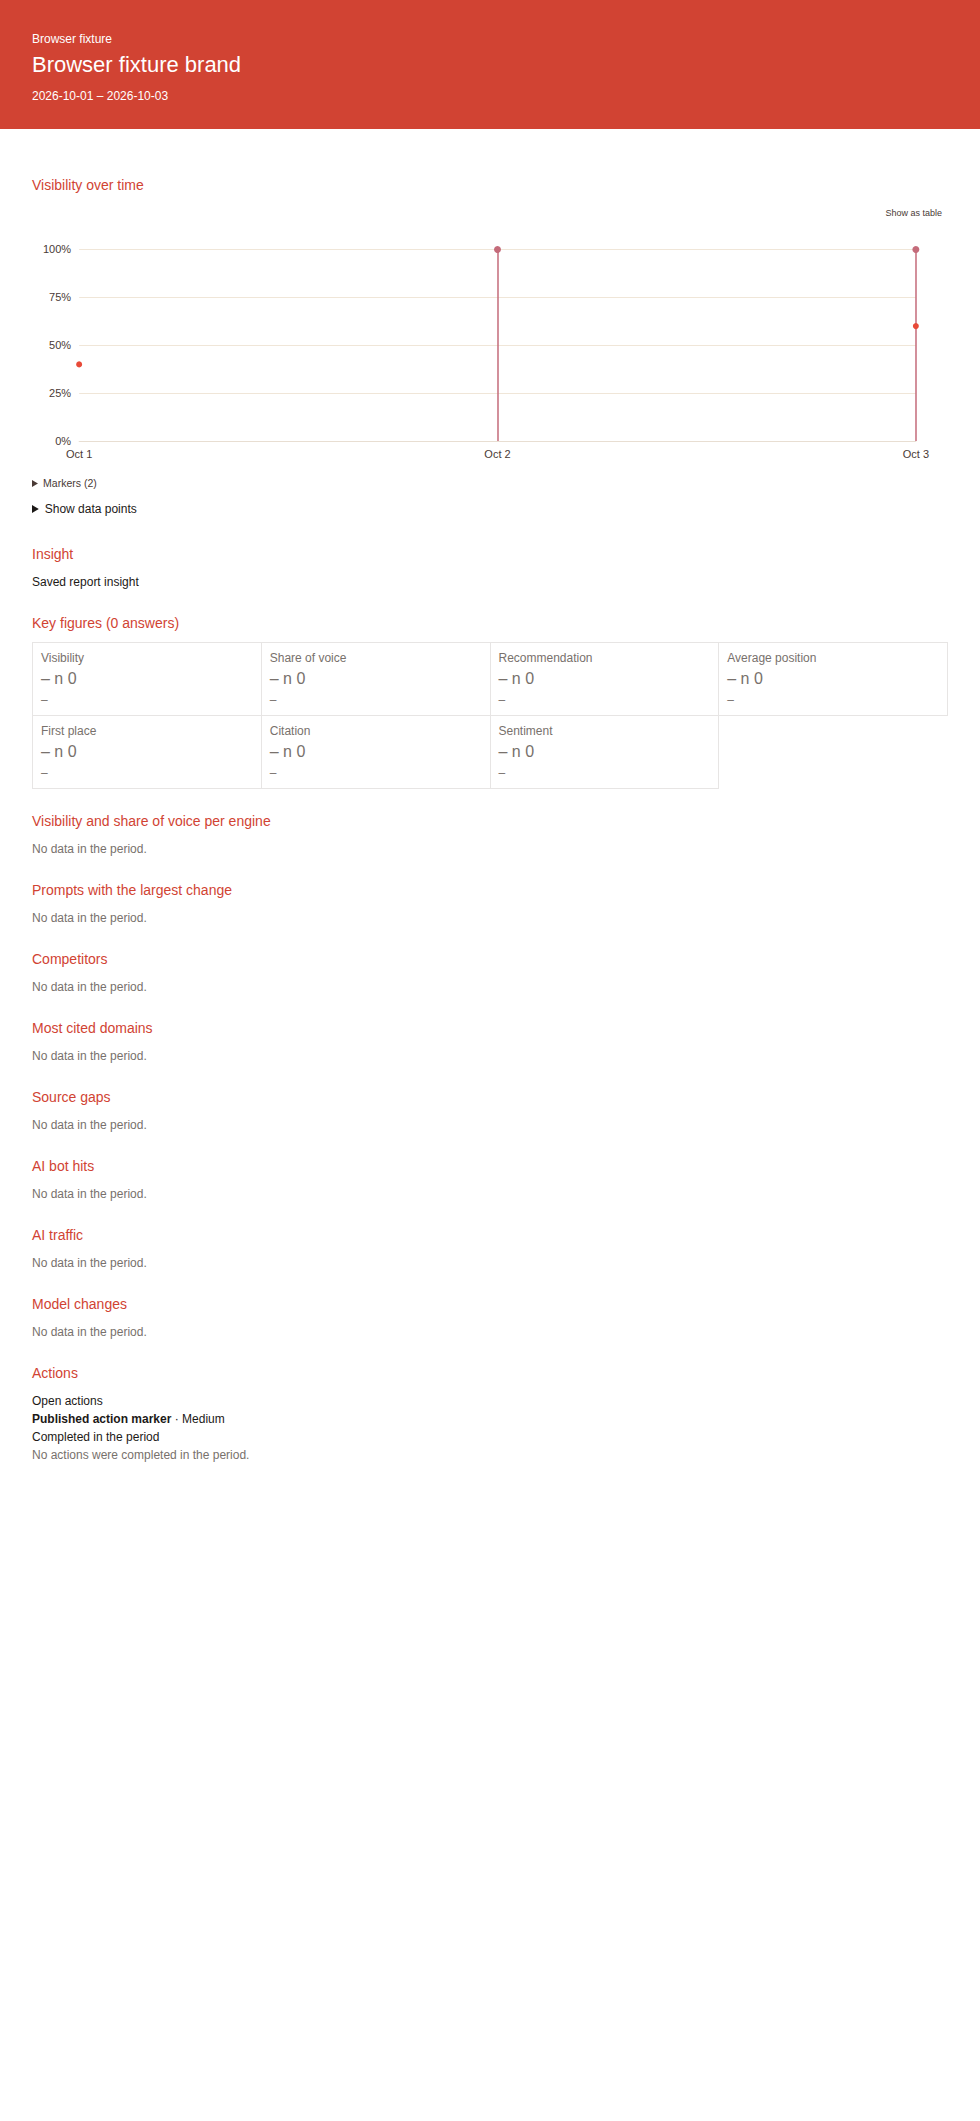 Browser fixture
Browser fixture brand
2026-10-01 – 2026-10-03
Visibility over time
Show as table
100%
75%
50%
25%
0%
Oct 1 Oct 2 Oct 3
Markers (2)
Show data points
Insight
Saved report insight
Key figures (0 answers)
Visibility Share of voice Recommendation Average position
– n 0 – n 0 – n 0 – n 0
– – – –
First place Citation Sentiment
– n 0 – n 0 – n 0
– – –
Visibility and share of voice per engine
No data in the period.
Prompts with the largest change
No data in the period.
Competitors
No data in the period.
Most cited domains
No data in the period.
Source gaps
No data in the period.
AI bot hits
No data in the period.
AI traffic
No data in the period.
Model changes
No data in the period.
Actions
Open actions
Published action marker · Medium
Completed in the period
No actions were completed in the period.